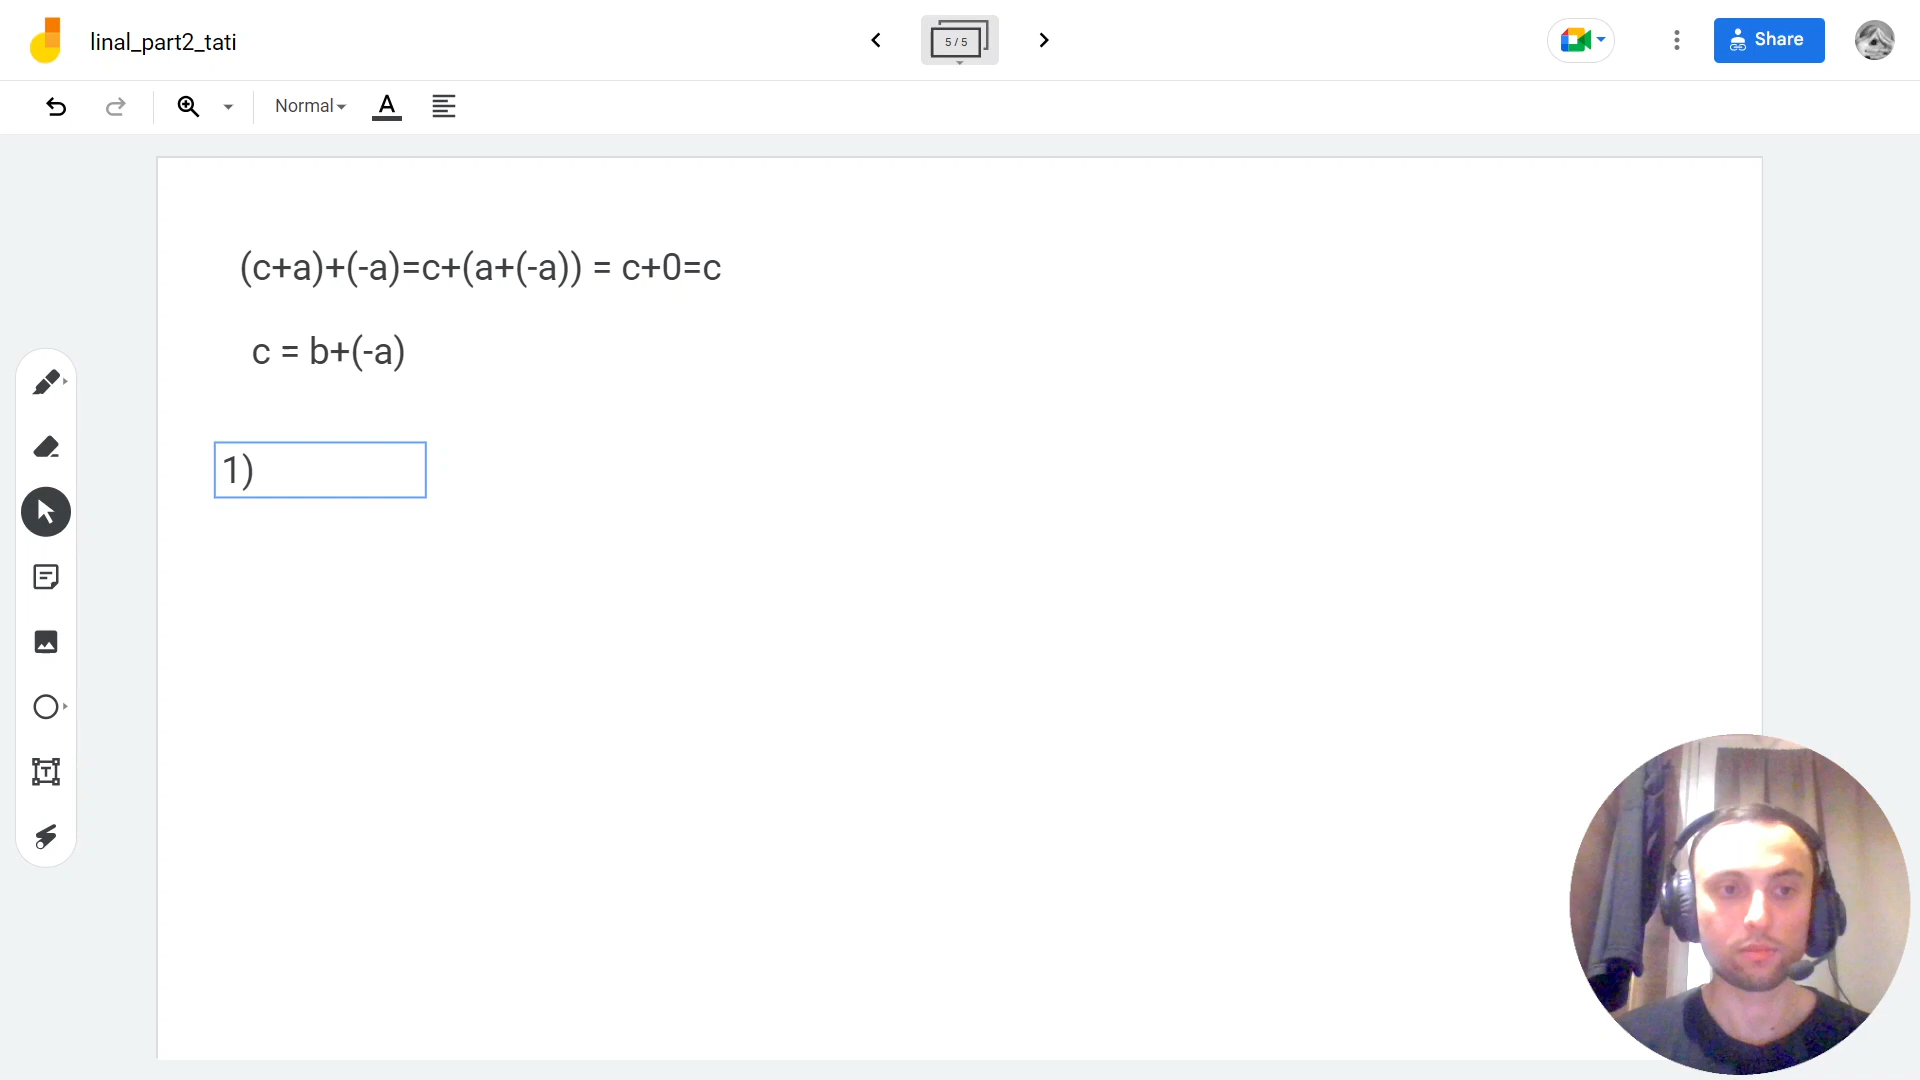 linal_part2_tati
5 / 5
Share
Normal
A
(c+a)+(-a)=c+(a+(-a)) = c+0=c
c = b+(-a)
1)
T